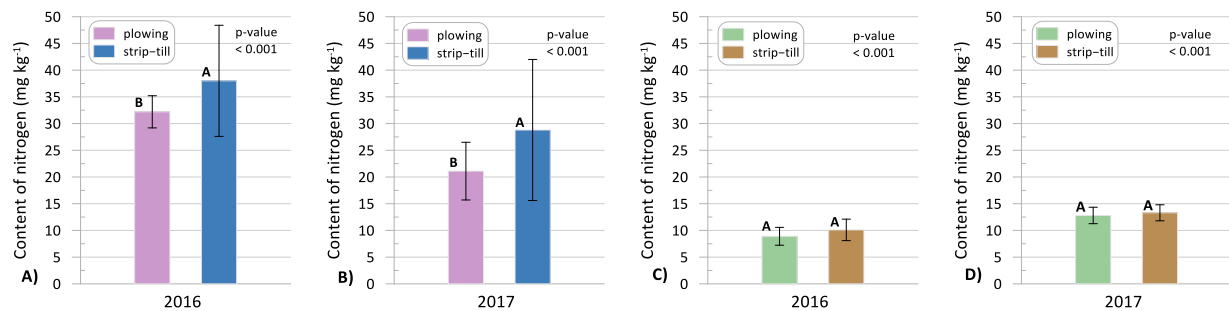 Content of nitrogen (mg kg⁻¹)
50
45
40
35
30
25
20
15
10
5
0
plowing
strip–till
p-value
< 0.001
B
A
A)
2016
Content of nitrogen (mg kg⁻¹)
50
45
40
35
30
25
20
15
10
5
0
plowing
strip–till
p-value
< 0.001
B
A
B)
2017
Content of nitrogen (mg kg⁻¹)
50
45
40
35
30
25
20
15
10
5
0
plowing
strip–till
p-value
< 0.001
A
A
C)
2016
Content of nitrogen (mg kg⁻¹)
50
45
40
35
30
25
20
15
10
5
0
plowing
strip–till
p-value
< 0.001
A
A
D)
2017